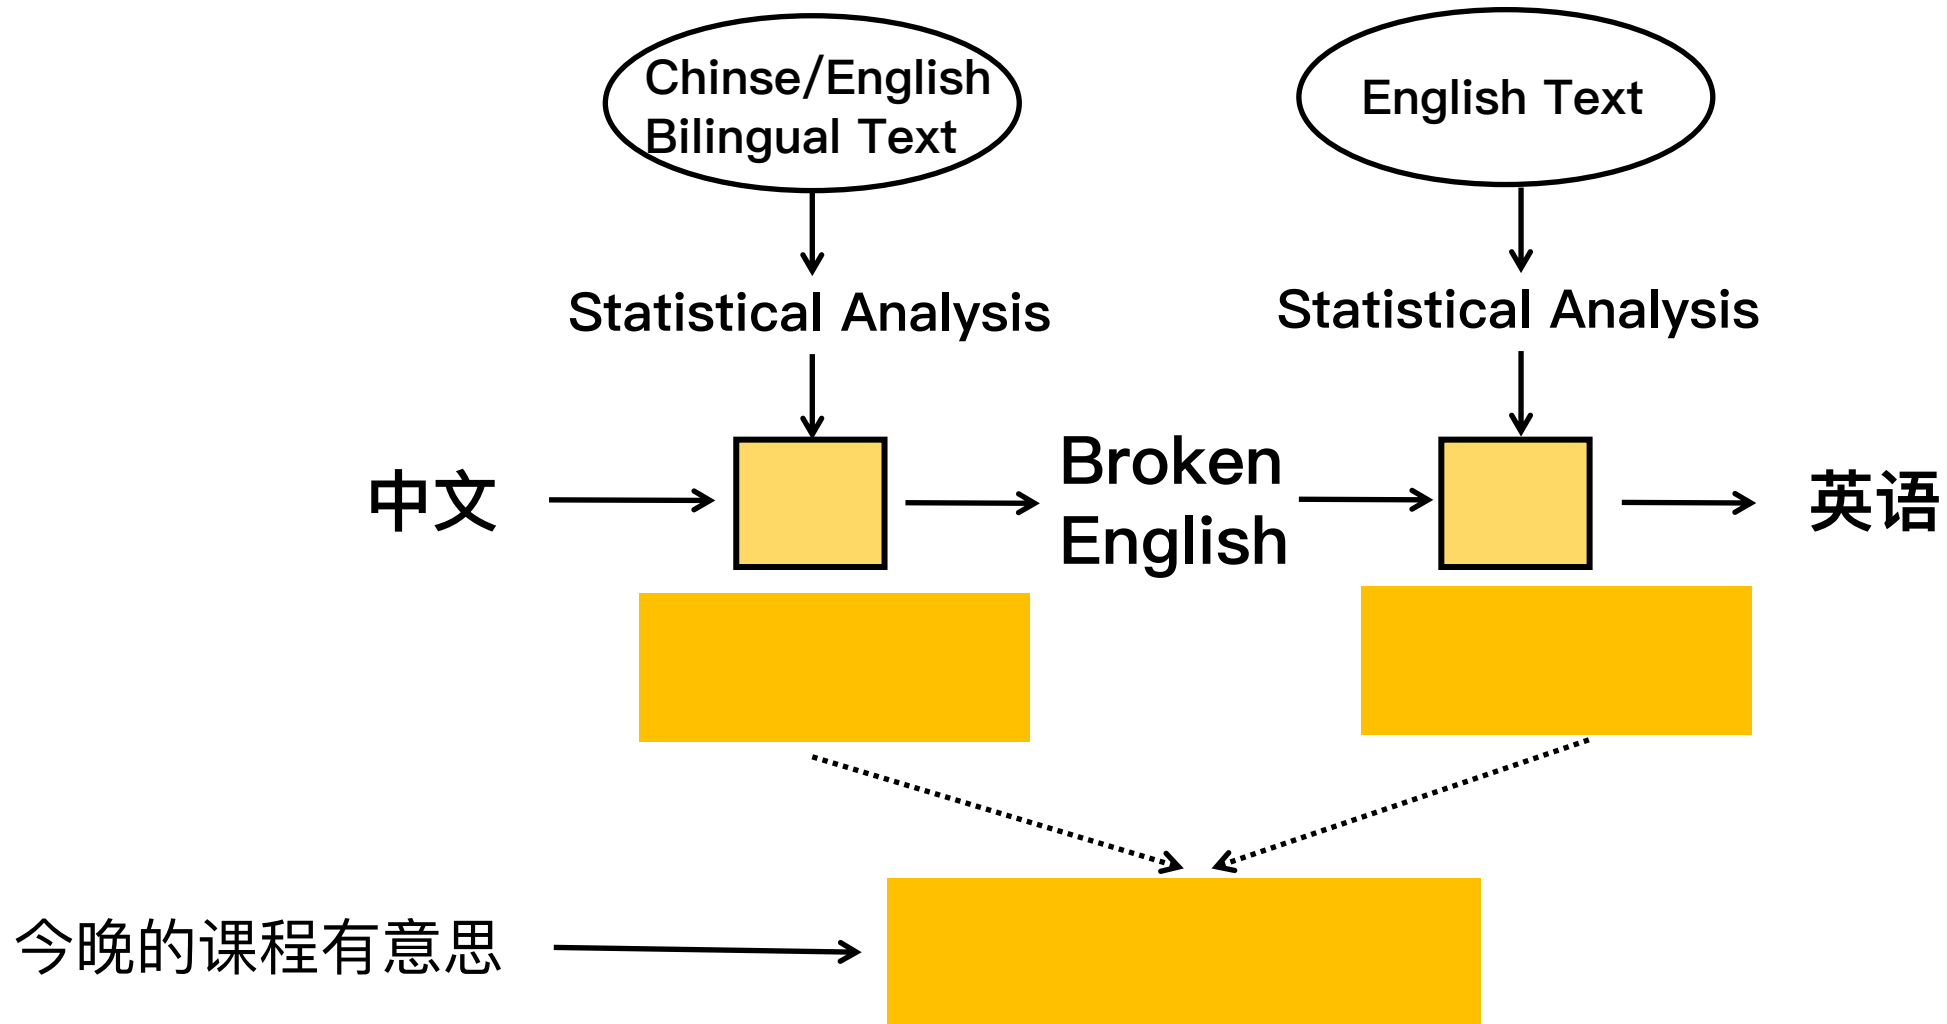 Chinse/English
Bilingual Text
English Text
Statistical Analysis
Statistical Analysis
中文
Broken
English
英语
今晚的课程有意思